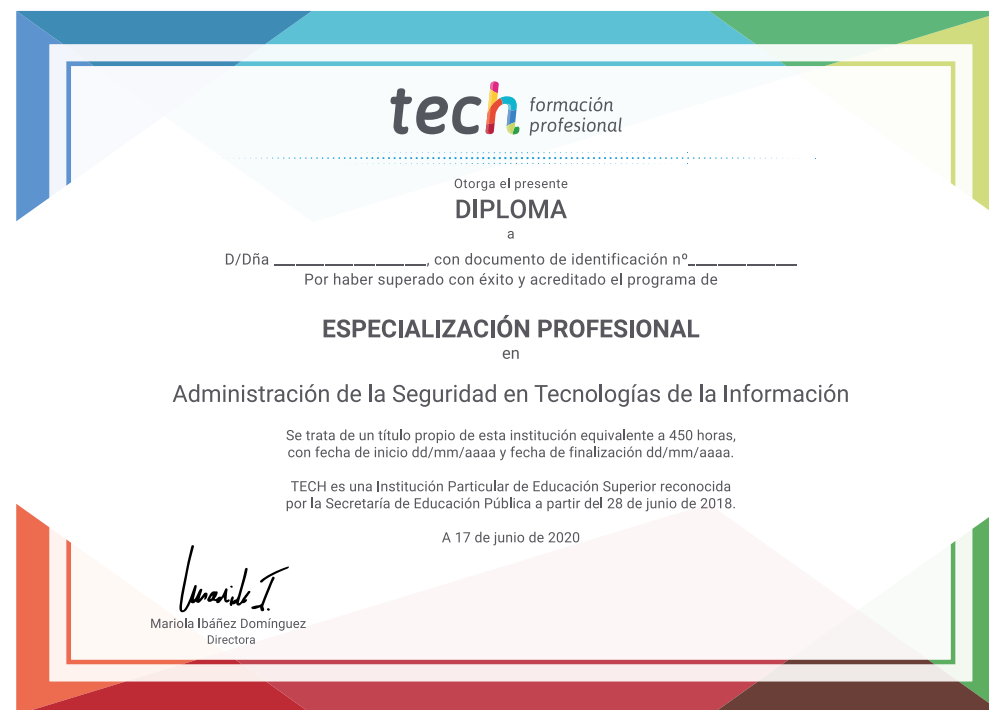 tech formación
profesional
Otorga el presente
DIPLOMA
a
D/Dña ______________, con documento de identificación nº__________
Por haber superado con éxito y acreditado el programa de
ESPECIALIZACIÓN PROFESIONAL
en
Administración de la Seguridad en Tecnologías de la Información
Se trata de un título propio de esta institución equivalente a 450 horas,
con fecha de inicio dd/mm/aaaa y fecha de finalización dd/mm/aaaa.
TECH es una Institución Particular de Educación Superior reconocida
por la Secretaría de Educación Pública a partir del 28 de junio de 2018.
A 17 de junio de 2020
Mariola Ibáñez Domínguez
Directora